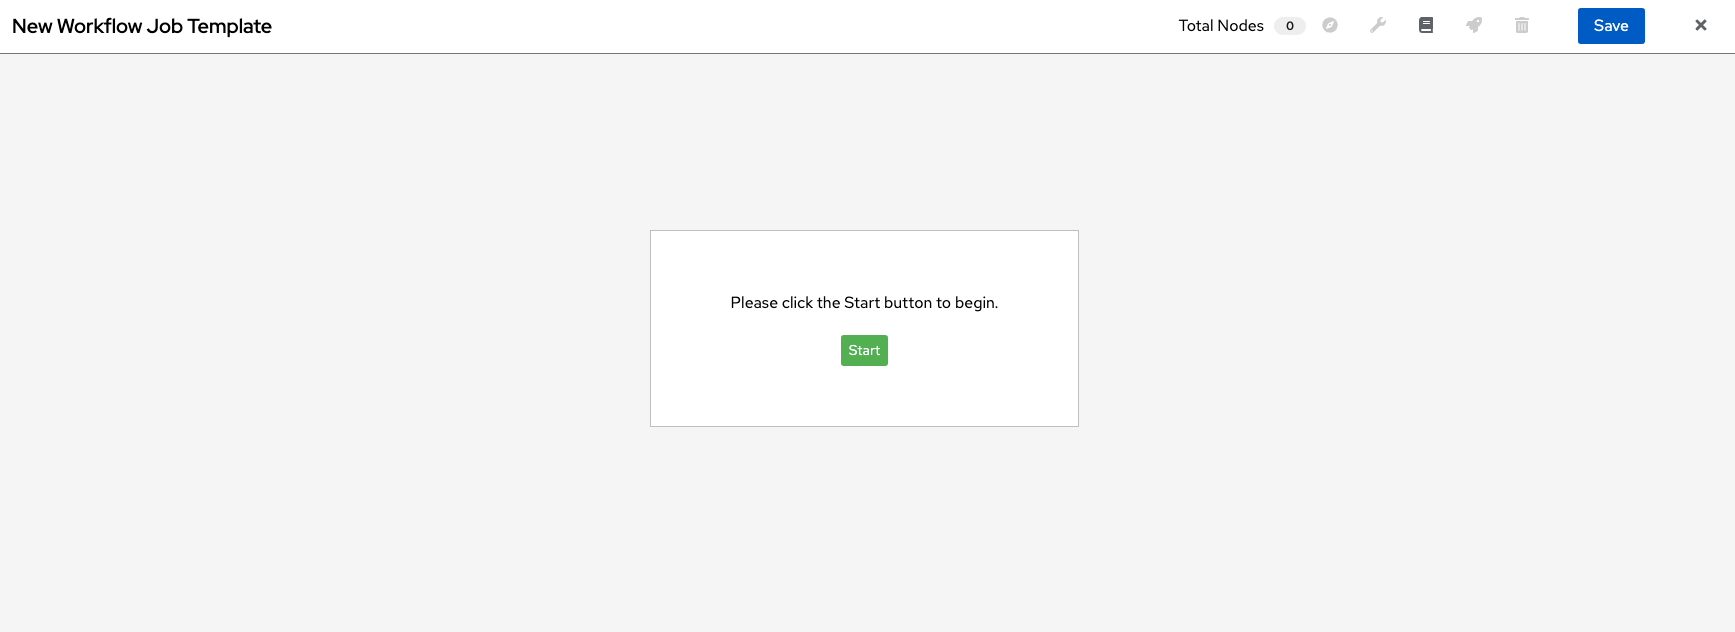 New Workflow Job Template
Total Nodes 0
Save
Please click the Start button to begin.
Start